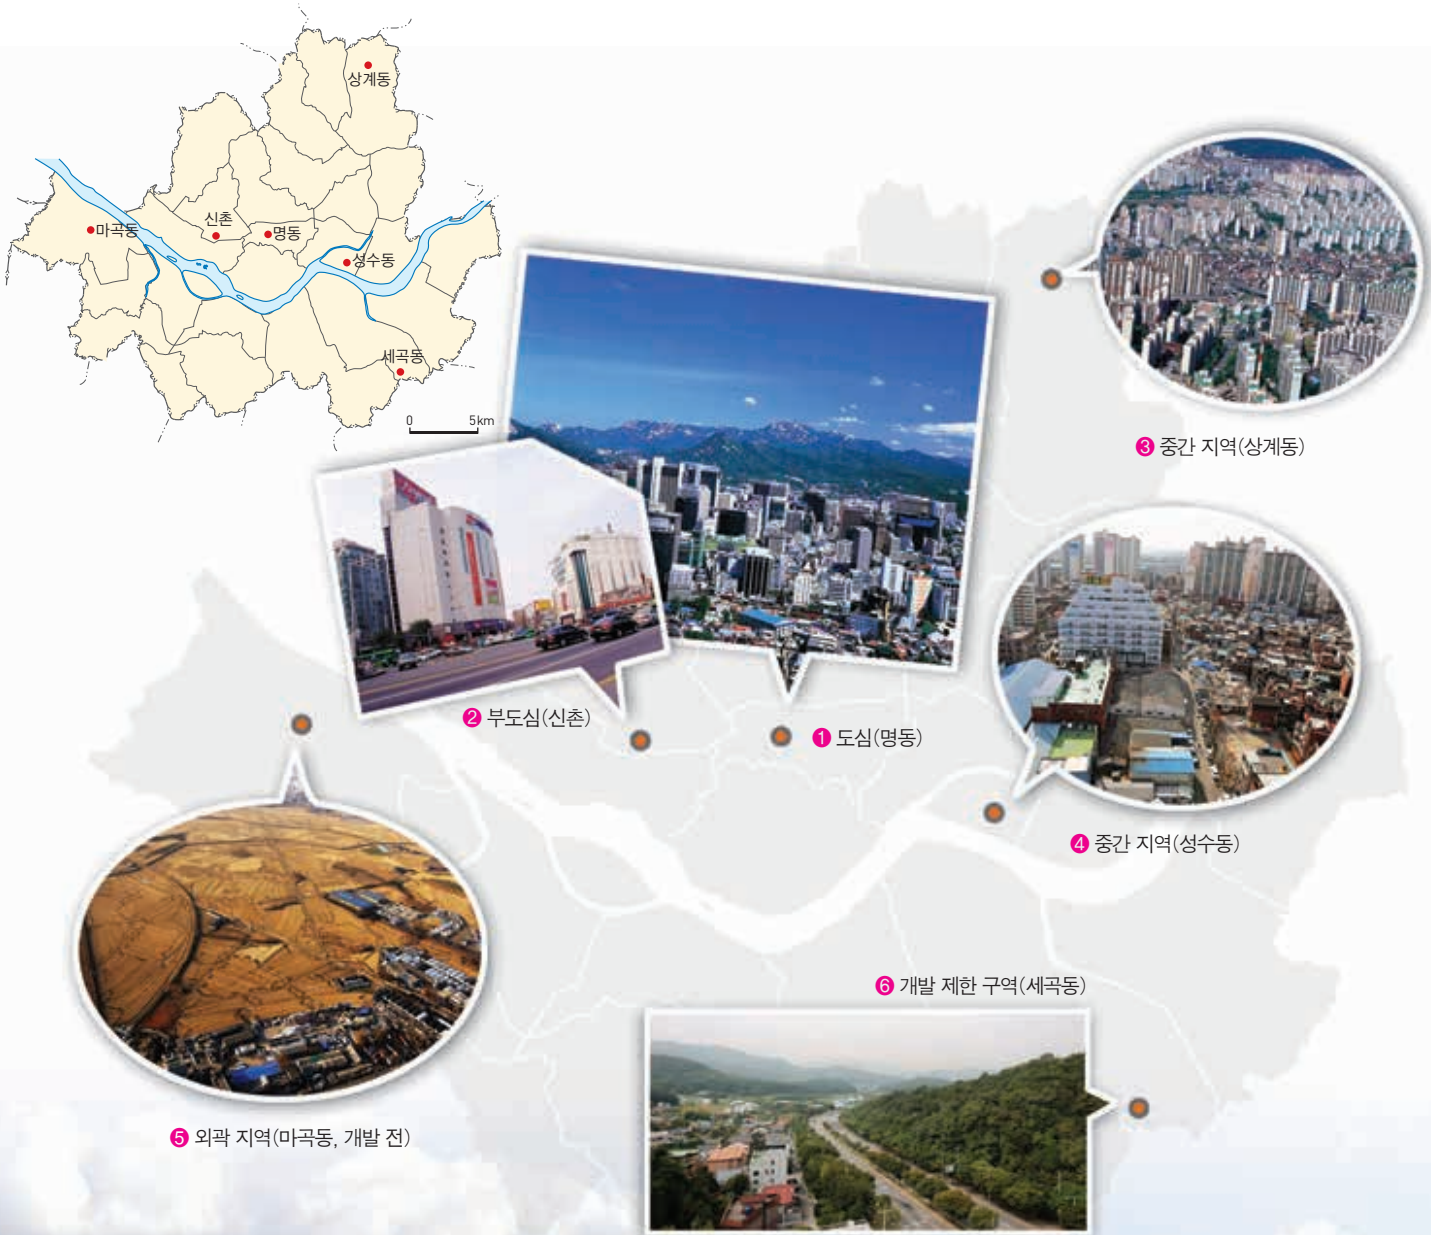 상계동
신촌
마곡동
명동
성수동
세곡동
0 5km
❸ 중간 지역(상계동)
❷ 부도심(신촌)
❶ 도심(명동)
❹ 중간 지역(성수동)
❻ 개발 제한 구역(세곡동)
❺ 외곽 지역(마곡동, 개발 전)